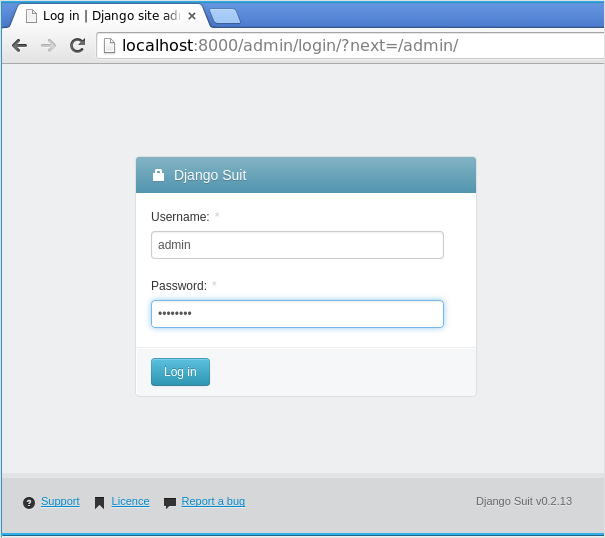 Log in | Django site adn
localhost:8000/admin/login/?next=/admin/
Django Suit
Username: *
admin
Password: *
••••••••
Log in
Support Licence Report a bug Django Suit v0.2.13